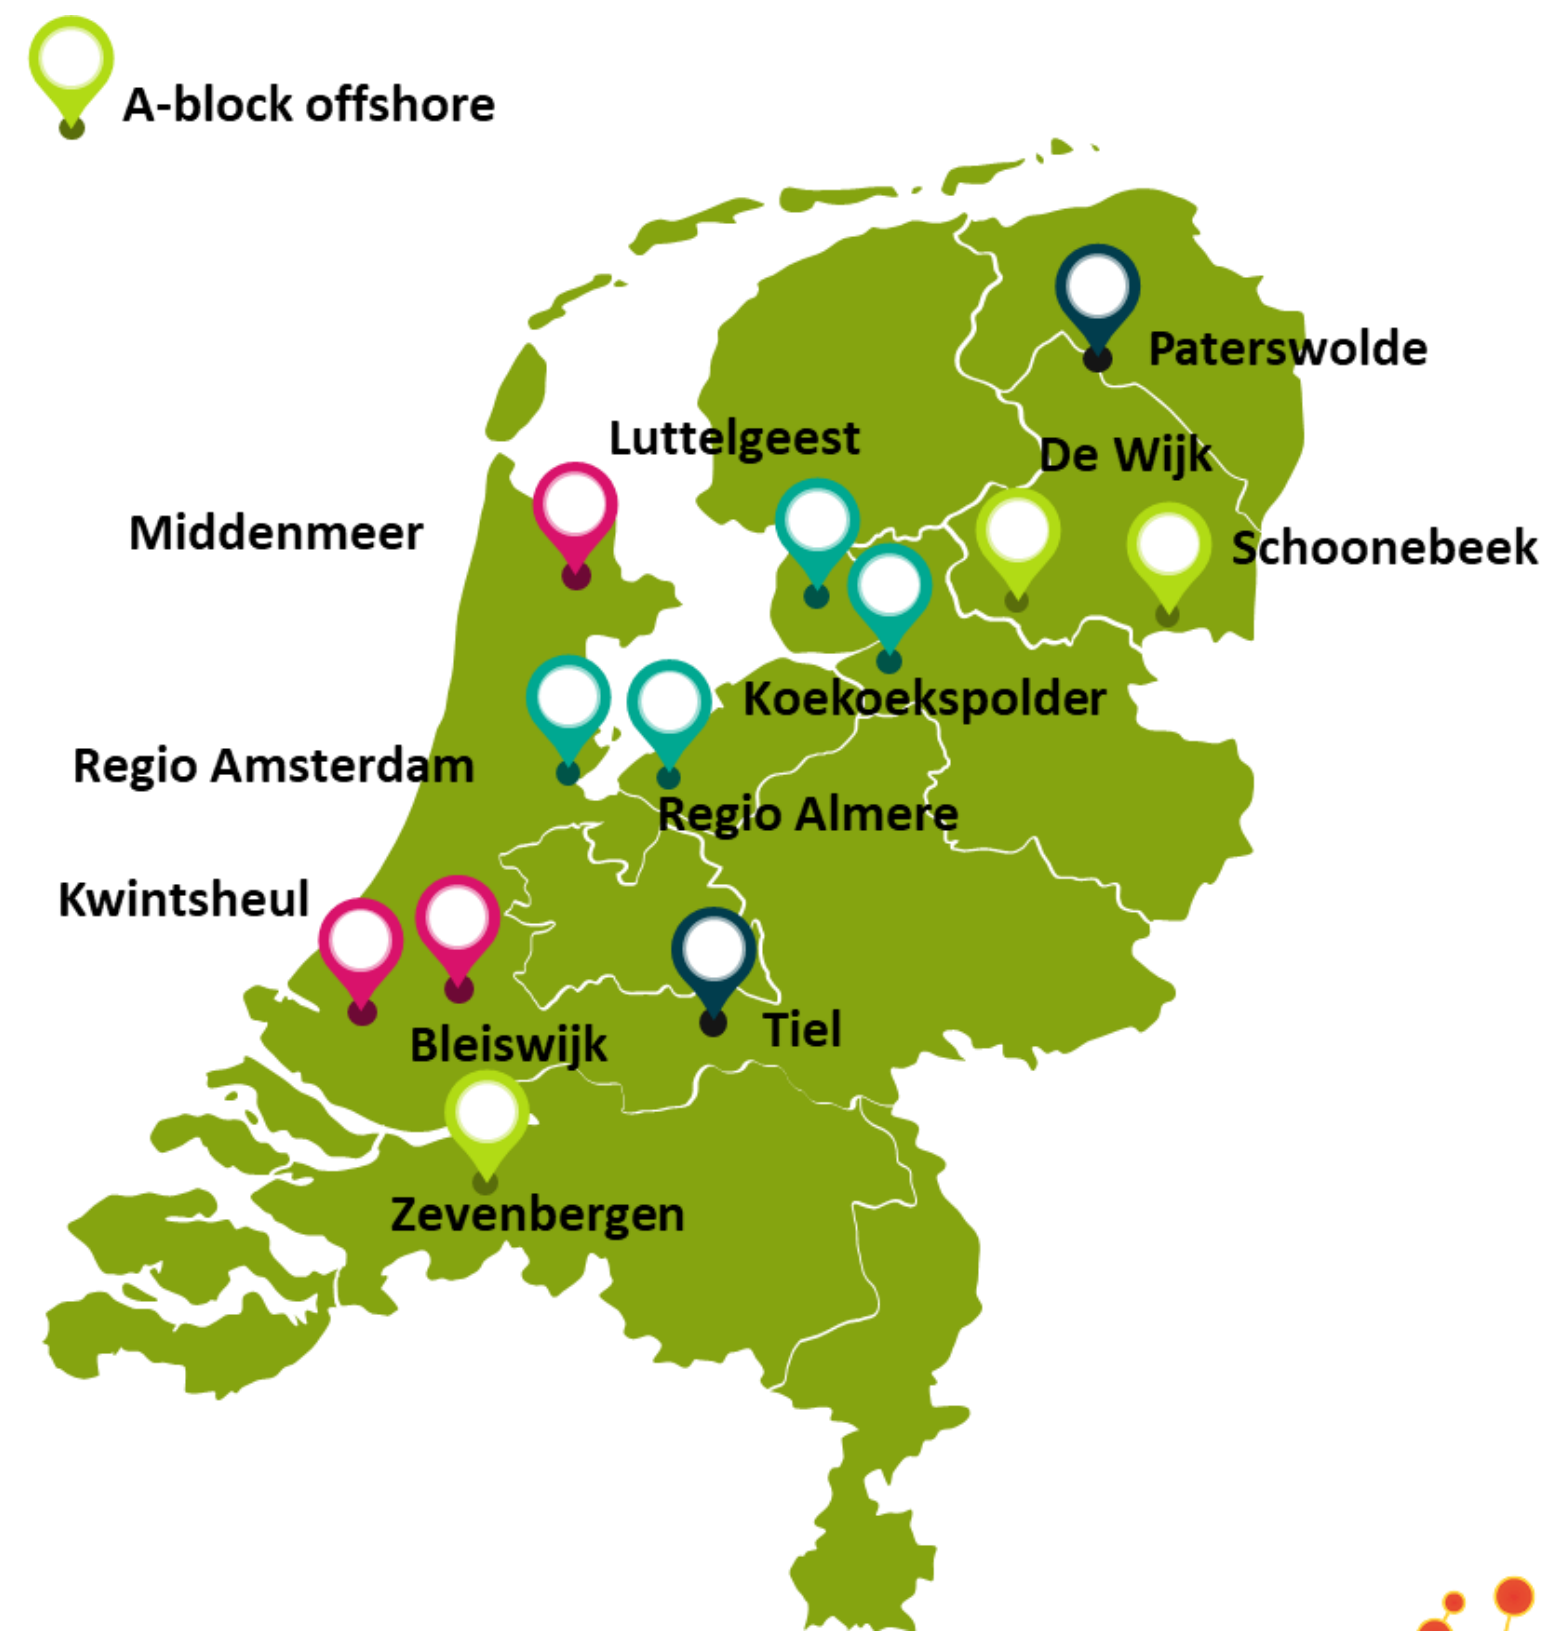 A-block offshore
Paterswolde
Luttelgeest
De Wijk
Middenmeer
Schoonebeek
Koekoekspolder
Regio Amsterdam
Regio Almere
Kwintsheul
Tiel
Bleiswijk
Zevenbergen